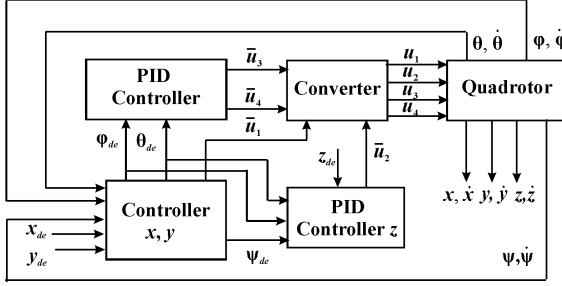 θ, θ̇
φ, φ̇
PID
Controller
ū₃
ū₄
ū₁
Converter
u₁
u₂
u₃
u₄
Quadrotor
φde
θde
zde
ū₂
x, ẋ
y, ẏ
z, ż
Controller
x, y
PID
Controller z
xde
yde
ψde
ψ, ψ̇